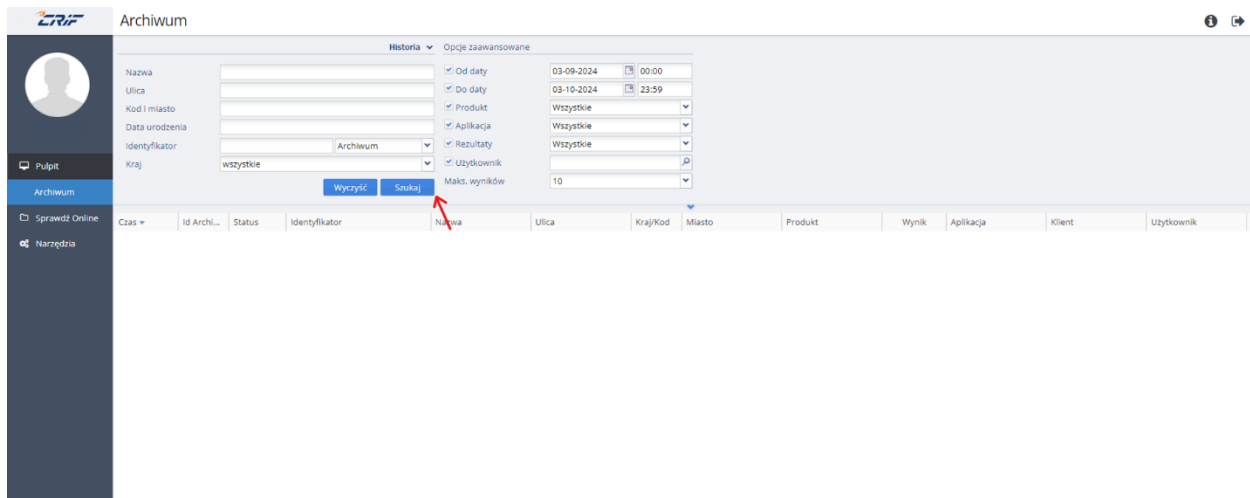 CRIF
Archiwum
Pulpit
Archiwum
Sprawdź Online
Narzędzia
Historia
Nazwa
Ulica
Kod i miasto
Data urodzenia
Identyfikator Archiwum
Kraj wszystkie
Wyczyść Szukaj
Opcje zaawansowane
Od daty 03-09-2024 00:00
Do daty 03-10-2024 23:59
Produkt Wszystkie
Aplikacja Wszystkie
Rezultaty Wszystkie
Użytkownik
Maks. wyników 10
Czas Id Archi... Status Identyfikator Nazwa Ulica Kraj/Kod Miasto Produkt Wynik Aplikacja Klient Użytkownik